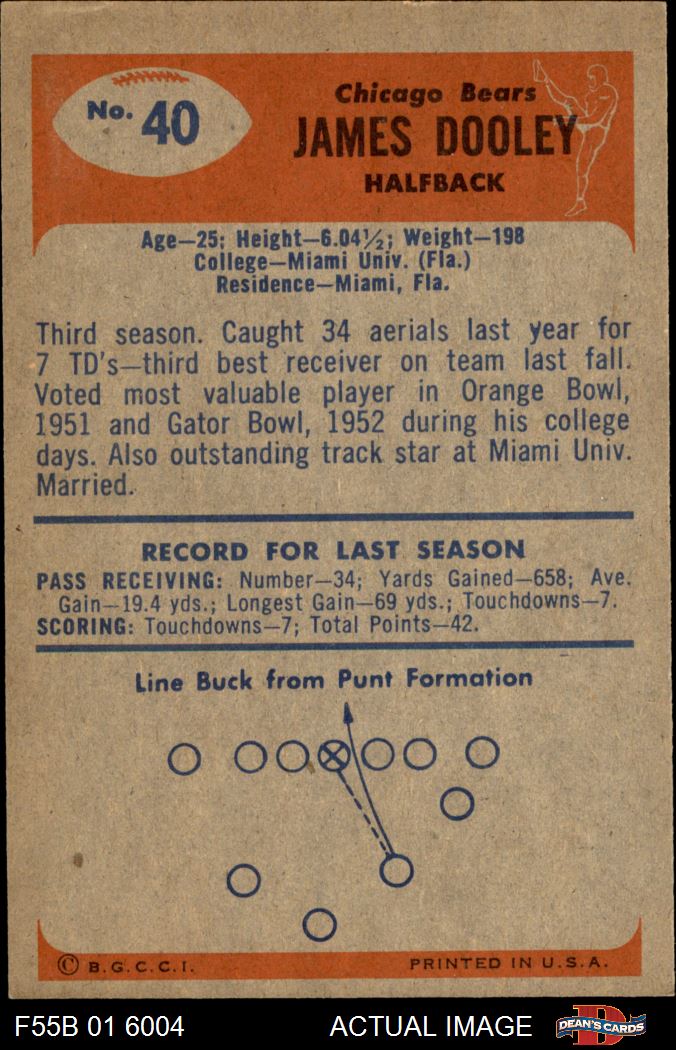 No. 40
Chicago Bears
JAMES DOOLEY
HALFBACK
Age—25; Height—6.04½; Weight—198
College—Miami Univ. (Fla.)
Residence—Miami, Fla.
Third season. Caught 34 aerials last year for
7 TD's—third best receiver on team last fall.
Voted most valuable player in Orange Bowl,
1951 and Gator Bowl, 1952 during his college
days. Also outstanding track star at Miami Univ.
Married.
RECORD FOR LAST SEASON
PASS RECEIVING: Number—34; Yards Gained—658; Ave.
Gain—19.4 yds.; Longest Gain—69 yds.; Touchdowns—7.
SCORING: Touchdowns—7; Total Points—42.
Line Buck from Punt Formation
© B.G.C.C.I.
PRINTED IN U.S.A.
F55B 01 6004
ACTUAL IMAGE
D
DEAN'S CARDS